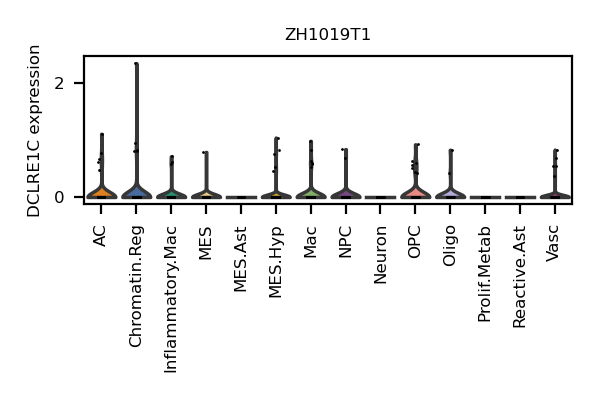 ZH1019T1
DCLRE1C expression
2
0
AC
Chromatin.Reg
Inflammatory.Mac
MES
MES.Ast
MES.Hyp
Mac
NPC
Neuron
OPC
Oligo
Prolif.Metab
Reactive.Ast
Vasc